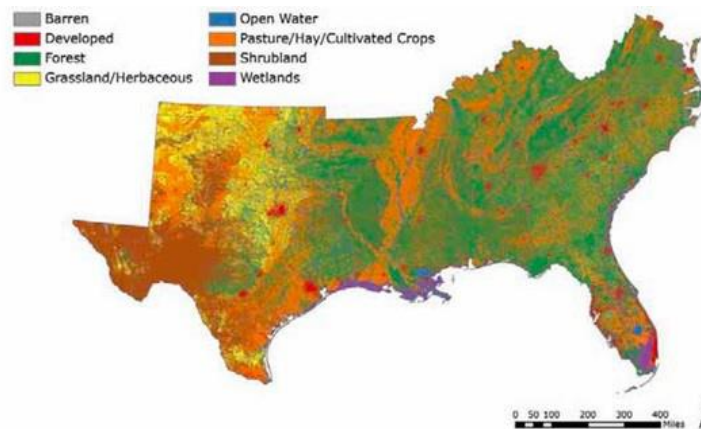 Barren
Developed
Forest
Grassland/Herbaceous
Open Water
Pasture/Hay/Cultivated Crops
Shrubland
Wetlands
0 50 100 200 300 400
Miles